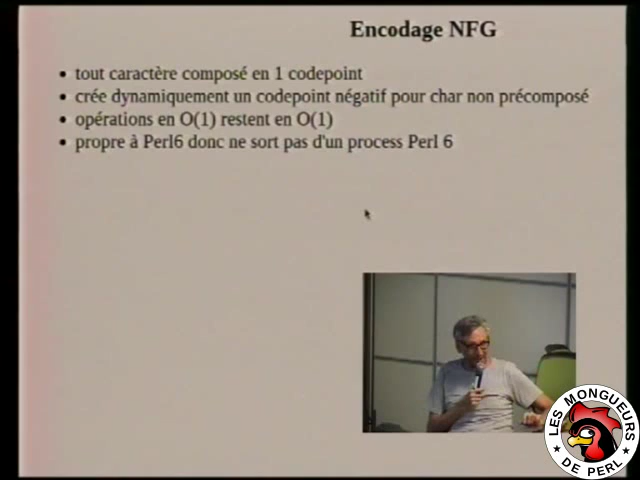 Encodage NFG
• tout caractère composé en 1 codepoint
• crée dynamiquement un codepoint négatif pour char non précomposé
• opérations en O(1) restent en O(1)
• propre à Perl6 donc ne sort pas d'un process Perl 6
LES MONGUEURS
DE PERL